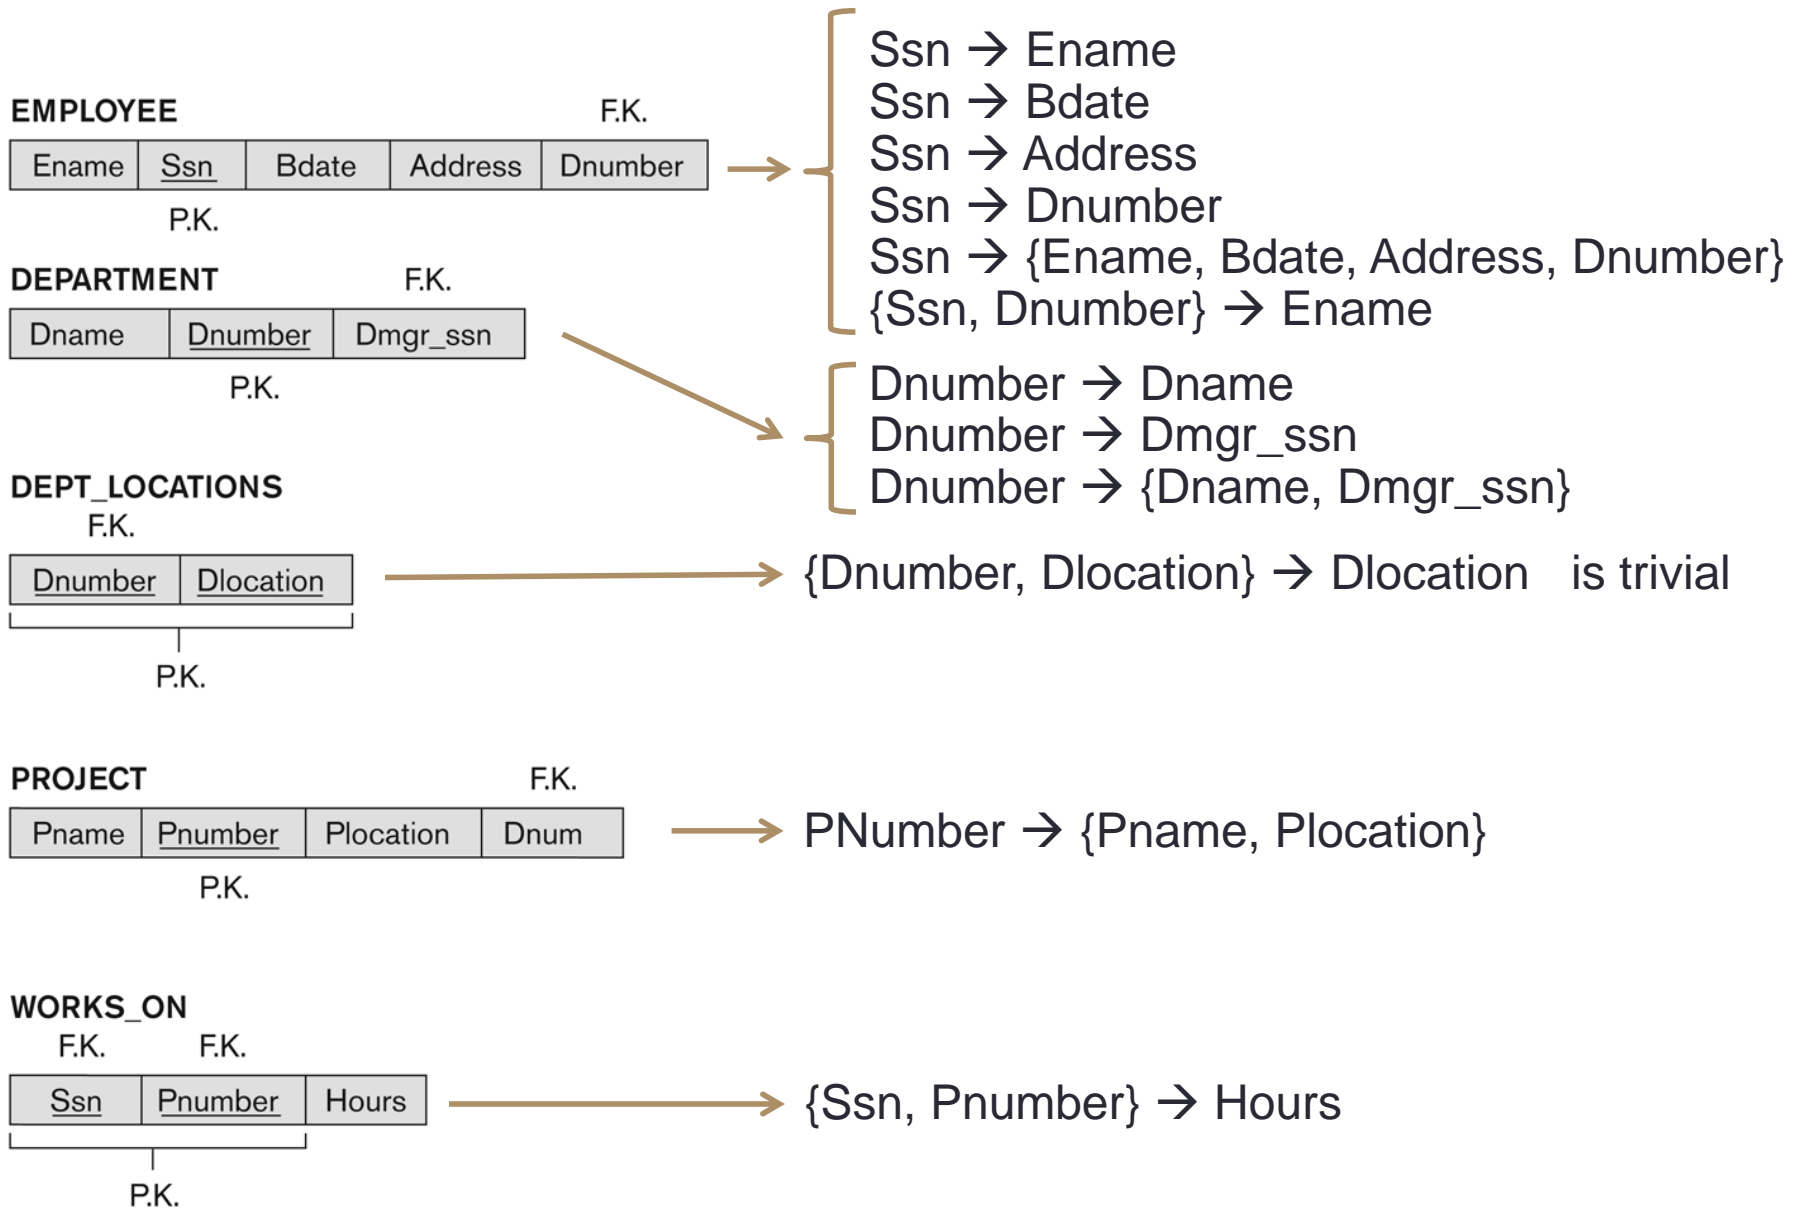 EMPLOYEE F.K.
Ename Ssn Bdate Address Dnumber
P.K.
Ssn → Ename
Ssn → Bdate
Ssn → Address
Ssn → Dnumber
Ssn → {Ename, Bdate, Address, Dnumber}
{Ssn, Dnumber} → Ename
DEPARTMENT F.K.
Dname Dnumber Dmgr_ssn
P.K.
Dnumber → Dname
Dnumber → Dmgr_ssn
Dnumber → {Dname, Dmgr_ssn}
DEPT_LOCATIONS
F.K.
Dnumber Dlocation
P.K.
{Dnumber, Dlocation} → Dlocation is trivial
PROJECT F.K.
Pname Pnumber Plocation Dnum
P.K.
PNumber → {Pname, Plocation}
WORKS_ON
F.K. F.K.
Ssn Pnumber Hours
P.K.
{Ssn, Pnumber} → Hours